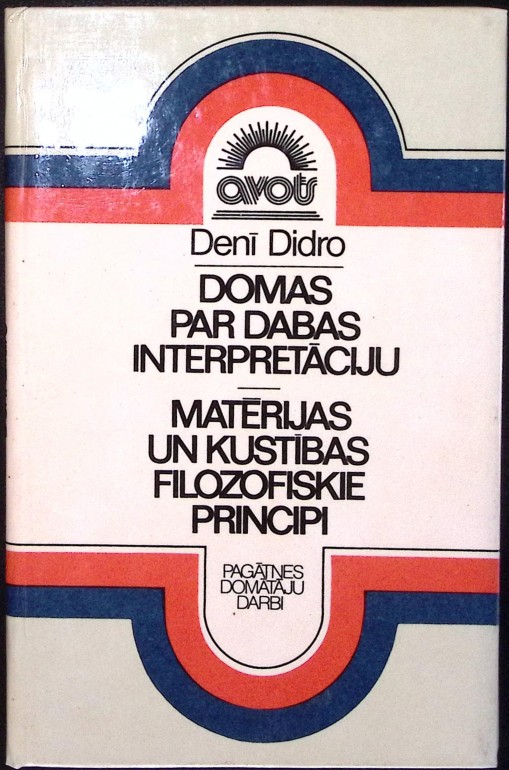 avots
Denī Didro
DOMAS
PAR DABAS
INTERPRETĀCIJU
MATĒRIJAS
UN KUSTĪBAS
FILOZOFISKIE
PRINCIPI
PAGĀTNES
DOMĀTĀJU
DARBI